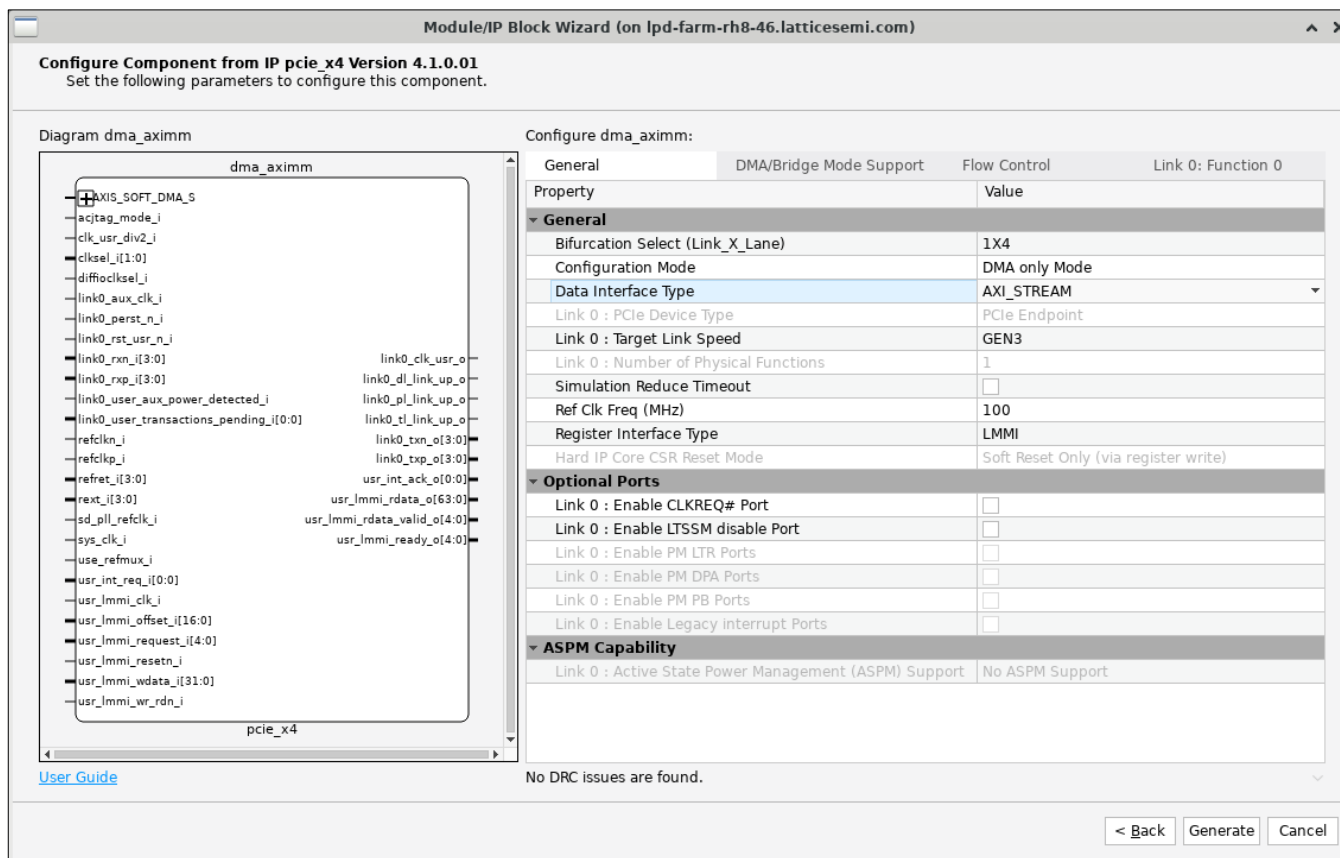 Module/IP Block Wizard (on lpd-farm-rh8-46.latticesemi.com)
Configure Component from IP pcie_x4 Version 4.1.0.01
Set the following parameters to configure this component.
Diagram dma_aximm
dma_aximm
AXIS_SOFT_DMA_S
acjtag_mode_i
clk_usr_div2_i
clksel_i[1:0]
diffioclksel_i
link0_aux_clk_i
link0_perst_n_i
link0_rst_usr_n_i
link0_rxn_i[3:0] link0_clk_usr_o
link0_rxp_i[3:0] link0_dl_link_up_o
link0_user_aux_power_detected_i link0_pl_link_up_o
link0_user_transactions_pending_i[0:0] link0_tl_link_up_o
refclkn_i link0_txn_o[3:0]
refclkp_i link0_txp_o[3:0]
refret_i[3:0] usr_int_ack_o[0:0]
rext_i[3:0] usr_lmmi_rdata_o[63:0]
sd_pll_refclk_i usr_lmmi_rdata_valid_o[4:0]
sys_clk_i usr_lmmi_ready_o[4:0]
use_refmux_i
usr_int_req_i[0:0]
usr_lmmi_clk_i
usr_lmmi_offset_i[16:0]
usr_lmmi_request_i[4:0]
usr_lmmi_resetn_i
usr_lmmi_wdata_i[31:0]
usr_lmmi_wr_rdn_i
pcie_x4
User Guide
Configure dma_aximm:
General DMA/Bridge Mode Support Flow Control Link 0: Function 0
Property Value
General
Bifurcation Select (Link_X_Lane) 1X4
Configuration Mode DMA only Mode
Data Interface Type AXI_STREAM
Link 0 : PCIe Device Type PCIe Endpoint
Link 0 : Target Link Speed GEN3
Link 0 : Number of Physical Functions 1
Simulation Reduce Timeout
Ref Clk Freq (MHz) 100
Register Interface Type LMMI
Hard IP Core CSR Reset Mode Soft Reset Only (via register write)
Optional Ports
Link 0 : Enable CLKREQ# Port
Link 0 : Enable LTSSM disable Port
Link 0 : Enable PM LTR Ports
Link 0 : Enable PM DPA Ports
Link 0 : Enable PM PB Ports
Link 0 : Enable Legacy interrupt Ports
ASPM Capability
Link 0 : Active State Power Management (ASPM) Support No ASPM Support
No DRC issues are found.
< Back Generate Cancel